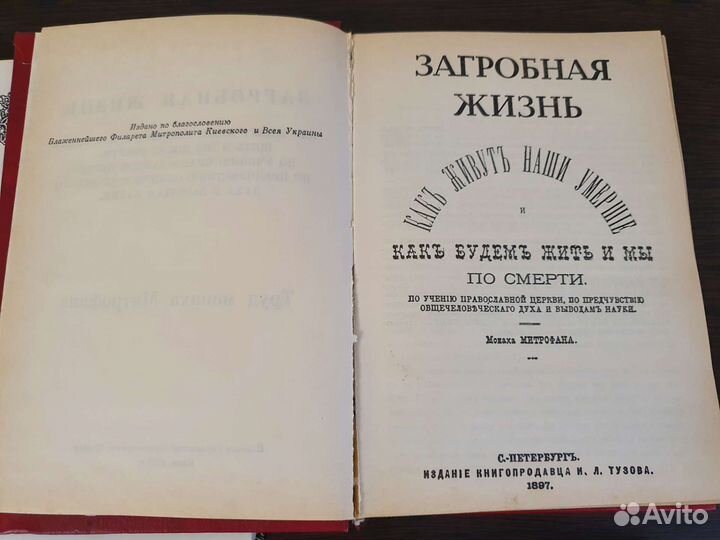 Издано по благословению
Блаженнейшего Филарета Митрополита Киевского и Всея Украины
ЗАГРОБНАЯ
ЖИЗНЬ
КАКЪ ЖИВУТЪ НАШИ УМЕРШІЕ
И
КАКЪ БУДЕМЪ ЖИТЬ И МЫ
ПО СМЕРТИ.
ПО УЧЕНІЮ ПРАВОСЛАВНОЙ ЦЕРКВИ, ПО ПРЕДЧУВСТВІЮ
ОБЩЕЧЕЛОВѢЧЕСКАГО ДУХА И ВЫВОДАМЪ НАУКИ.
Монаха МИТРОФАНА.
С.-ПЕТЕРБУРГЪ.
ИЗДАНІЕ КНИГОПРОДАВЦА И. Л. ТУЗОВА.
1897.
Avito